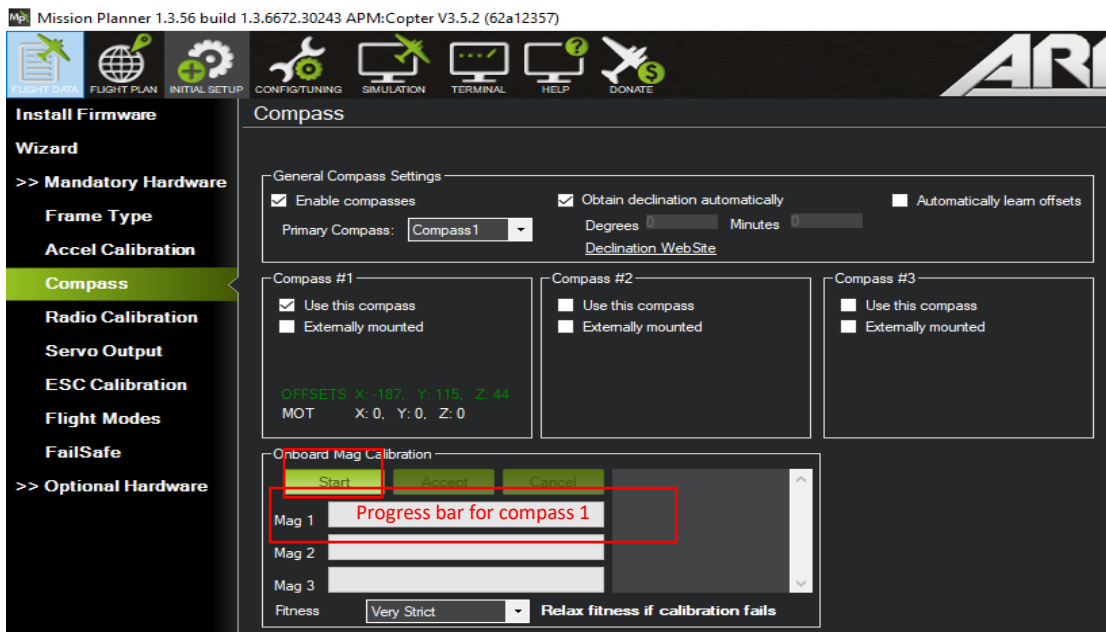 Mission Planner 1.3.56 build 1.3.6672.30243 APM:Copter V3.5.2 (62a12357)
FLIGHT DATA FLIGHT PLAN INITIAL SETUP CONFIG/TUNING SIMULATION TERMINAL HELP DONATE
Install Firmware
Wizard
>> Mandatory Hardware
Frame Type
Accel Calibration
Compass
Radio Calibration
Servo Output
ESC Calibration
Flight Modes
FailSafe
>> Optional Hardware
Compass
General Compass Settings
Enable compasses Obtain declination automatically Automatically learn offsets
Primary Compass: Compass1 Degrees 0 Minutes 0
Declination WebSite
Compass #1 Compass #2 Compass #3
Use this compass Use this compass Use this compass
Externally mounted Externally mounted Externally mounted
OFFSETS X: -187, Y: 115, Z: 44
MOT X: 0, Y: 0, Z: 0
Onboard Mag Calibration
Start Accept Cancel
Mag 1 Progress bar for compass 1
Mag 2
Mag 3
Fitness Very Strict Relax fitness if calibration fails